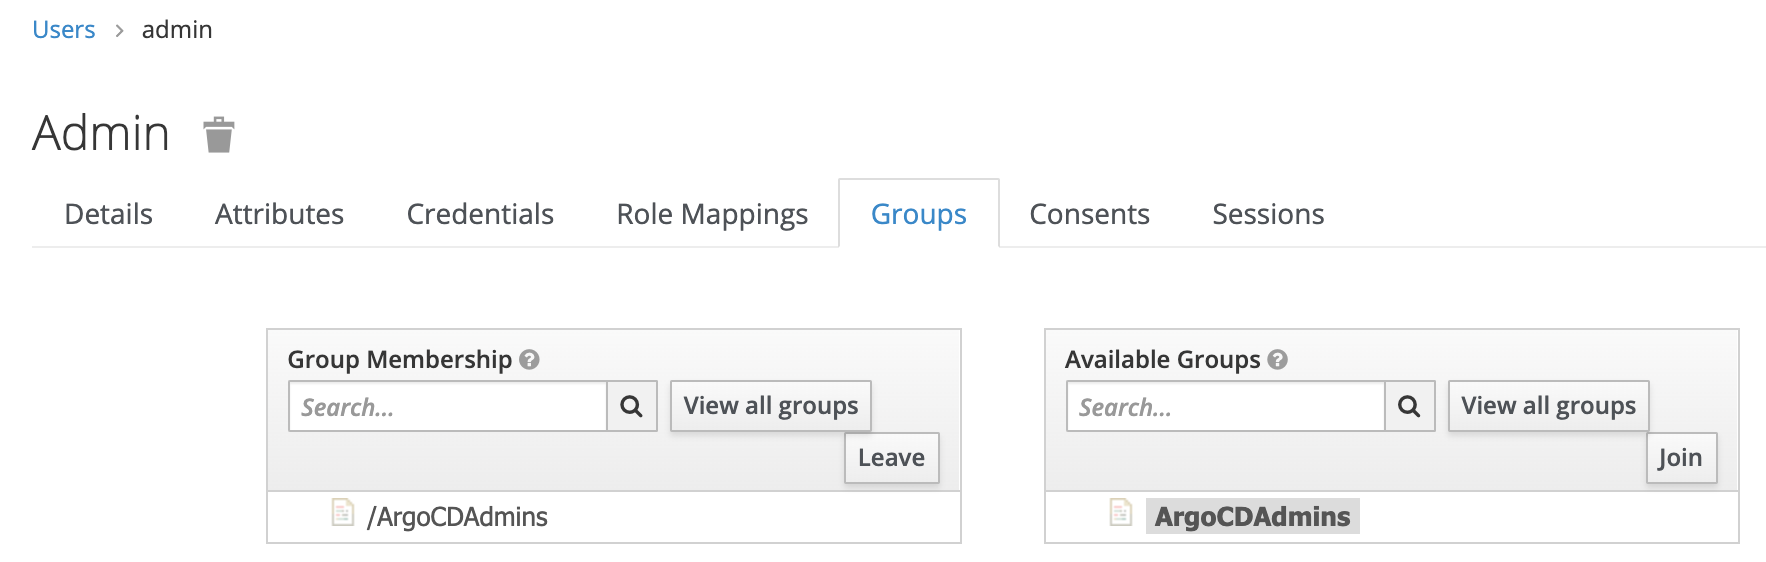 Users > admin
Admin
Details Attributes Credentials Role Mappings Groups Consents Sessions
Group Membership ?
Search... View all groups
Leave
/ArgoCDAdmins
Available Groups ?
Search... View all groups
Join
ArgoCDAdmins